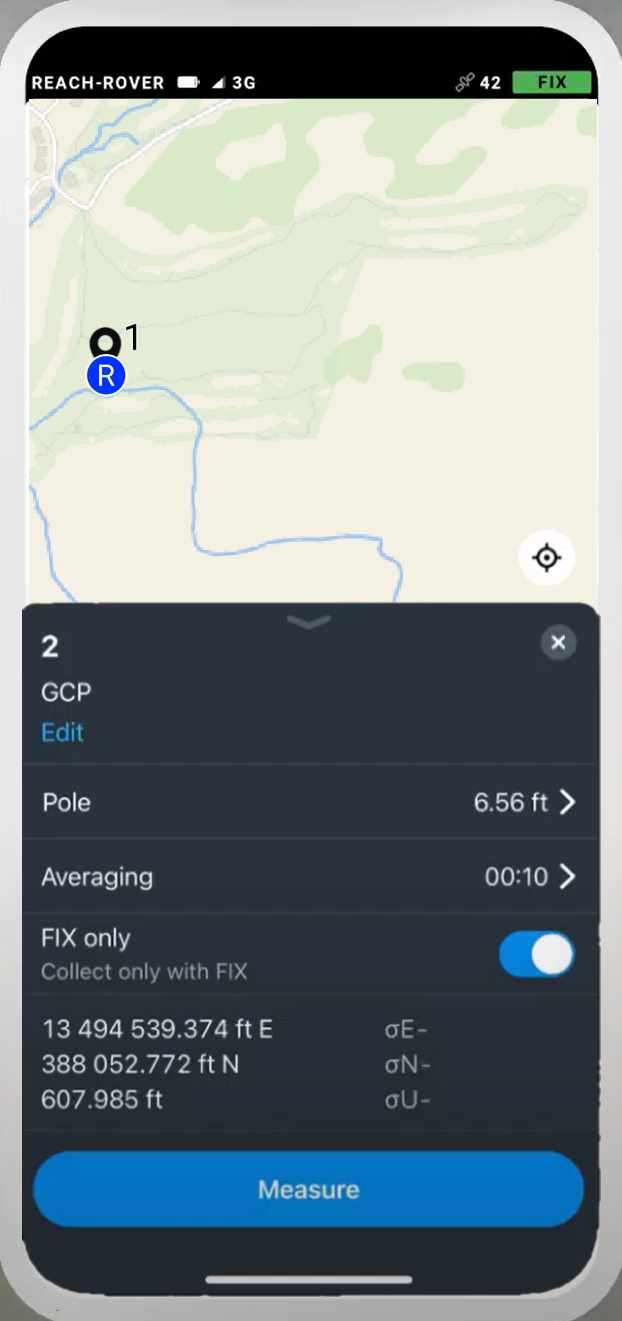 REACH-ROVER 3G 42 FIX
1
R
2
GCP
Edit
Pole 6.56 ft
Averaging 00:10
FIX only
Collect only with FIX
13 494 539.374 ft E σE-
388 052.772 ft N σN-
607.985 ft σU-
Measure